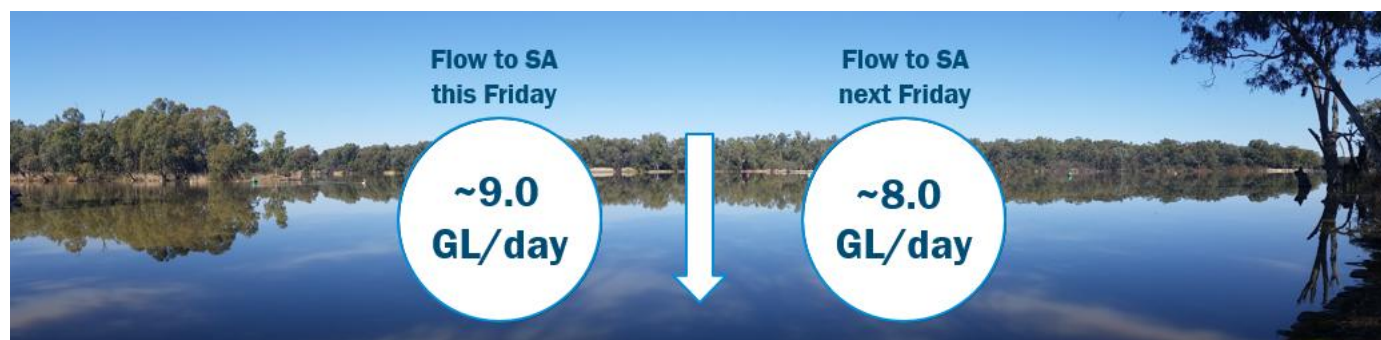 Flow to SA
this Friday
~9.0
GL/day
Flow to SA
next Friday
~8.0
GL/day